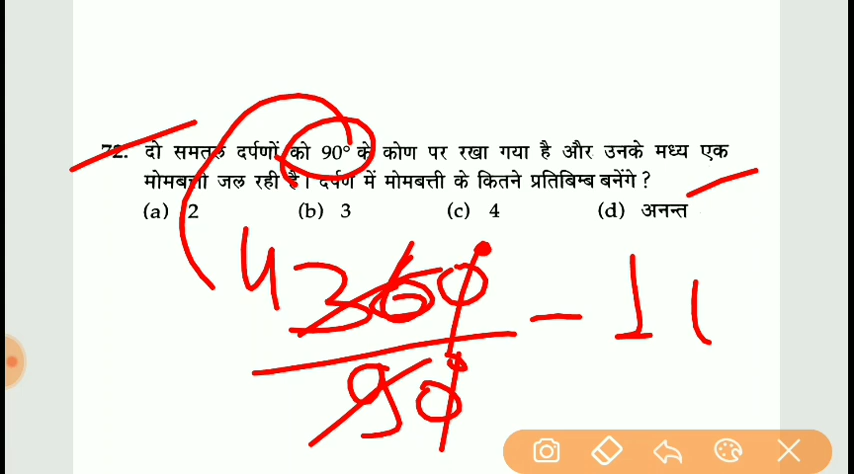 72. दो समतल दर्पणों को 90° के कोण पर रखा गया है और उनके मध्य एक
मोमबत्ती जल रही है। दर्पण में मोमबत्ती के कितने प्रतिबिम्ब बनेंगे ?
(a) 2 (b) 3 (c) 4 (d) अनन्त
4 360 - 1 (
90